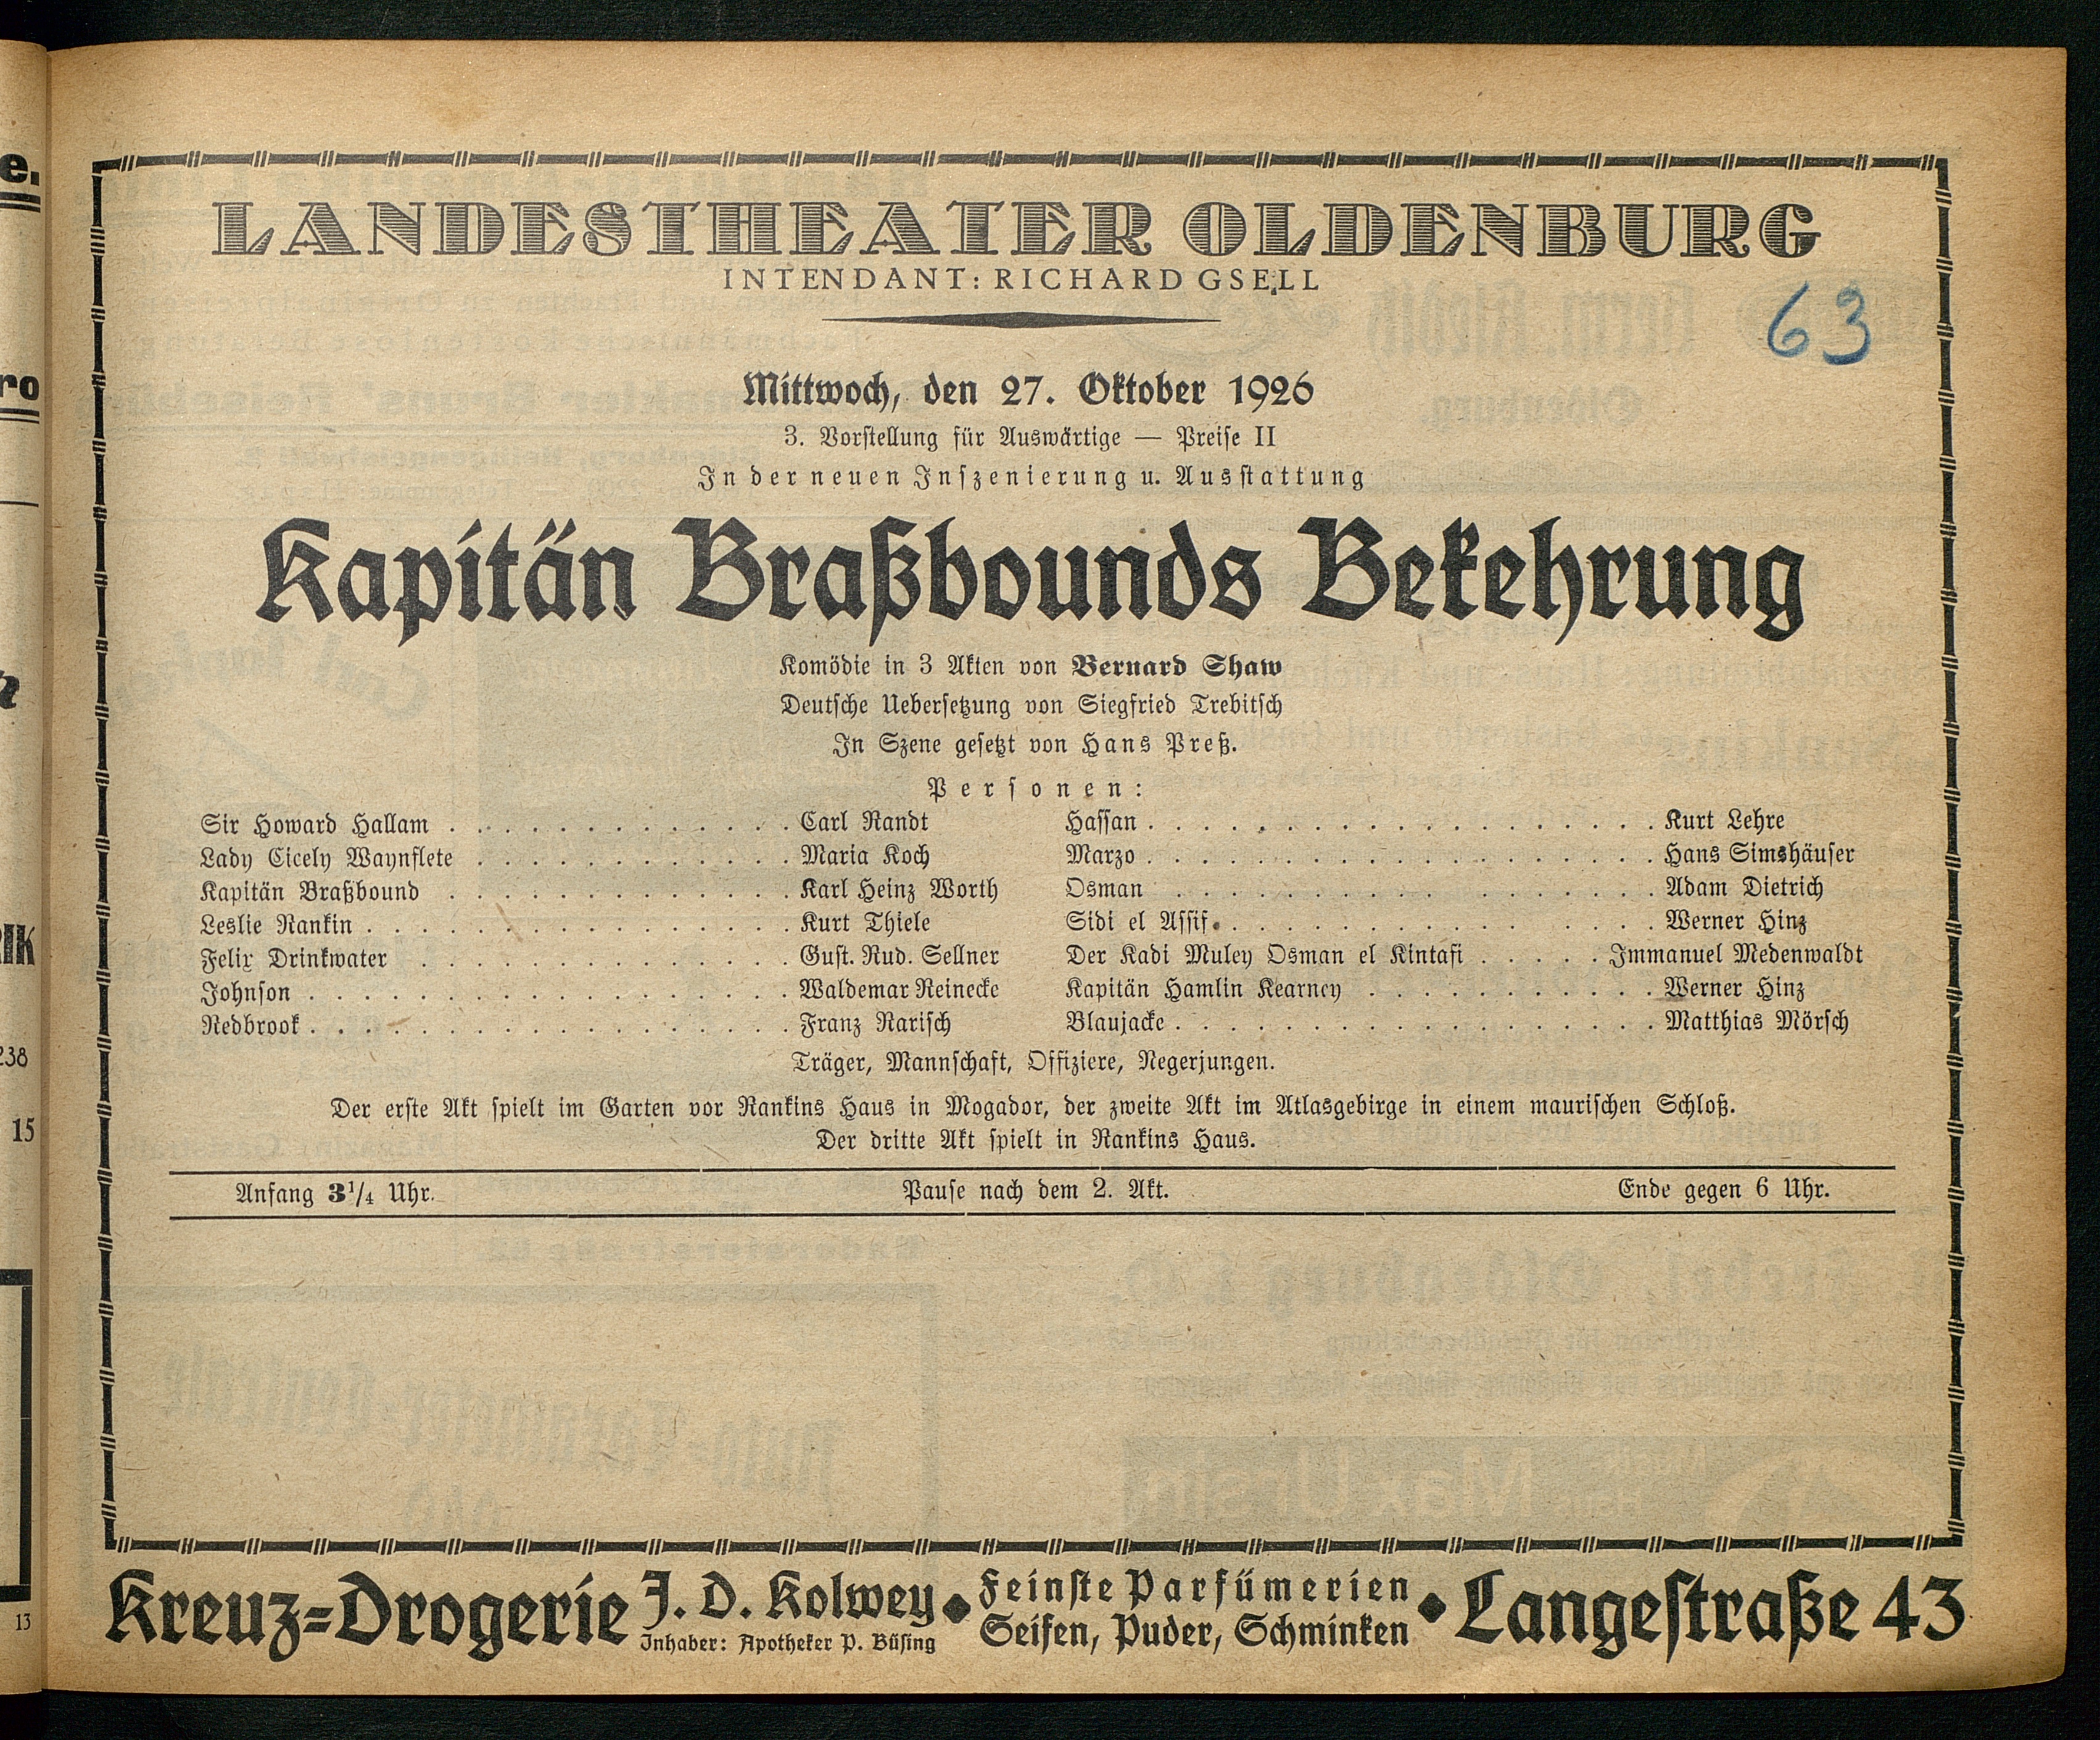 LANDESTHEATER OLDENBURG
INTENDANT: RICHARD GSELL
63
Mittwoch, den 27. Oktober 1926
3. Vorstellung für Auswärtige — Preise II
In der neuen Inszenierung u. Ausstattung
Kapitän Braßbounds Bekehrung
Komödie in 3 Akten von Bernard Shaw
Deutsche Uebersetzung von Siegfried Trebitsch
In Szene gesetzt von Hans Preß.
Personen:
Sir Howard Hallam . . . . . . . . . . . . . Carl Randt
Lady Cicely Waynflete . . . . . . . . . . . . Maria Koch
Kapitän Braßbound . . . . . . . . . . . . . Karl Heinz Worth
Leslie Rankin . . . . . . . . . . . . . . . . Kurt Thiele
Felix Drinkwater . . . . . . . . . . . . . . Gust. Rud. Sellner
Johnson . . . . . . . . . . . . . . . . . . Waldemar Reinecke
Redbrook . . . . . . . . . . . . . . . . . . Franz Rarisch
Hassan . . . . . . . . . . . . . . . . . . . Kurt Lehre
Marzo . . . . . . . . . . . . . . . . . . . Hans Simshäuser
Osman . . . . . . . . . . . . . . . . . . Adam Dietrich
Sidi el Assif . . . . . . . . . . . . . . . . Werner Hinz
Der Kadi Muley Osman el Kintafi . . . . . Immanuel Medenwaldt
Kapitän Hamlin Kearney . . . . . . . . . . . Werner Hinz
Blaujacke . . . . . . . . . . . . . . . . . . Matthias Mörsch
Träger, Mannschaft, Offiziere, Negerjungen.
Der erste Akt spielt im Garten vor Rankins Haus in Mogador, der zweite Akt im Atlasgebirge in einem maurischen Schloß.
Der dritte Akt spielt in Rankins Haus.
Anfang 3¹/₄ Uhr. Pause nach dem 2. Akt. Ende gegen 6 Uhr.
Kreuz=Drogerie J. D. Kolwey ◆ Feinste Parfümerien ◆ Langestraße 43
Inhaber: Apotheker P. Büsing Seifen, Puder, Schminken